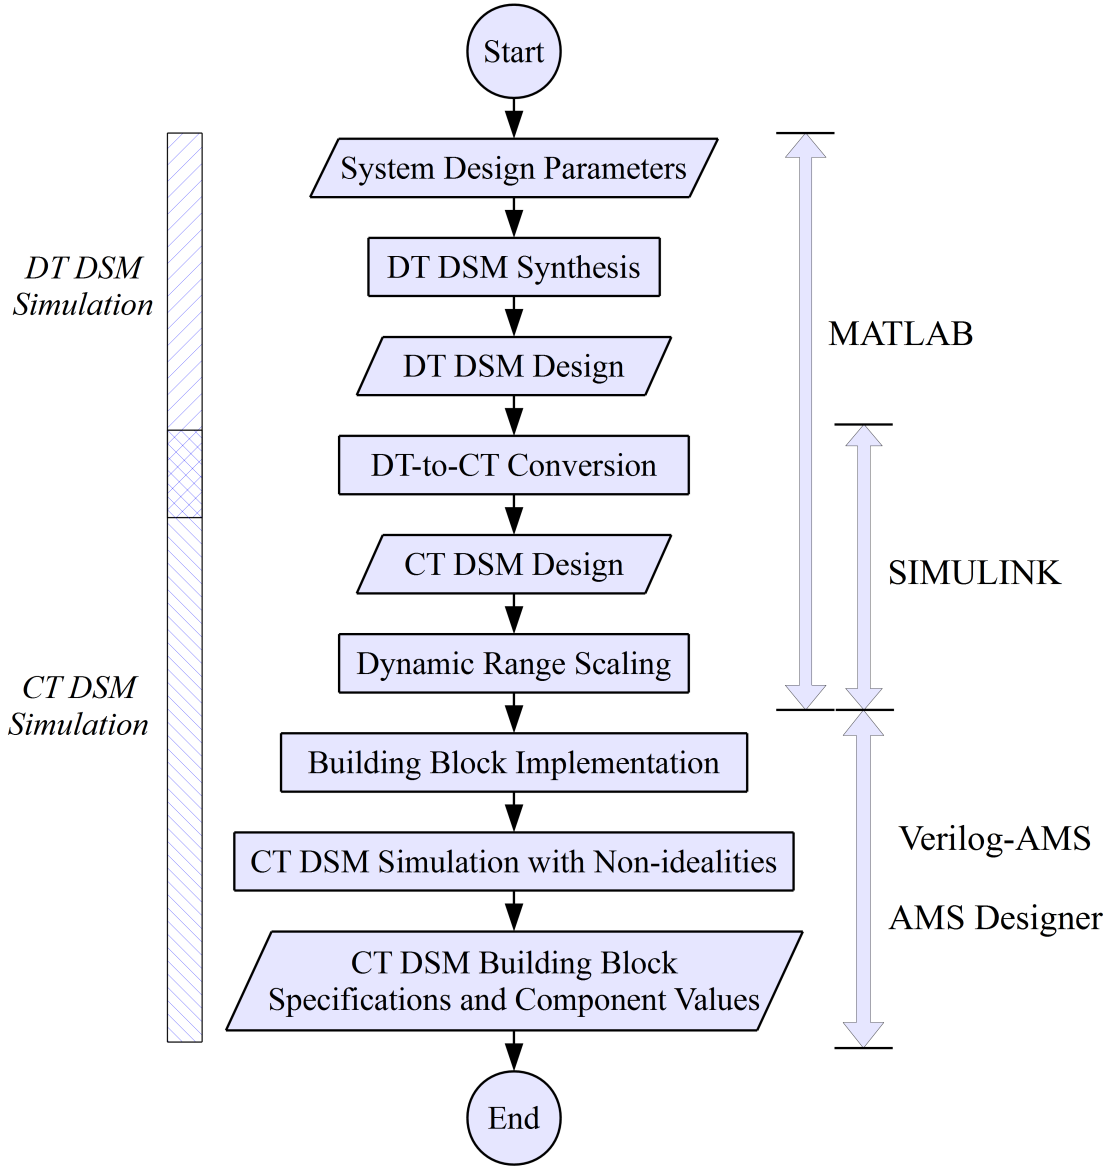 Start
System Design Parameters
DT DSM Synthesis
DT DSM
Simulation
MATLAB
DT DSM Design
DT-to-CT Conversion
CT DSM Design
SIMULINK
Dynamic Range Scaling
CT DSM
Simulation
Building Block Implementation
Verilog-AMS
CT DSM Simulation with Non-idealities
AMS Designer
CT DSM Building Block
Specifications and Component Values
End